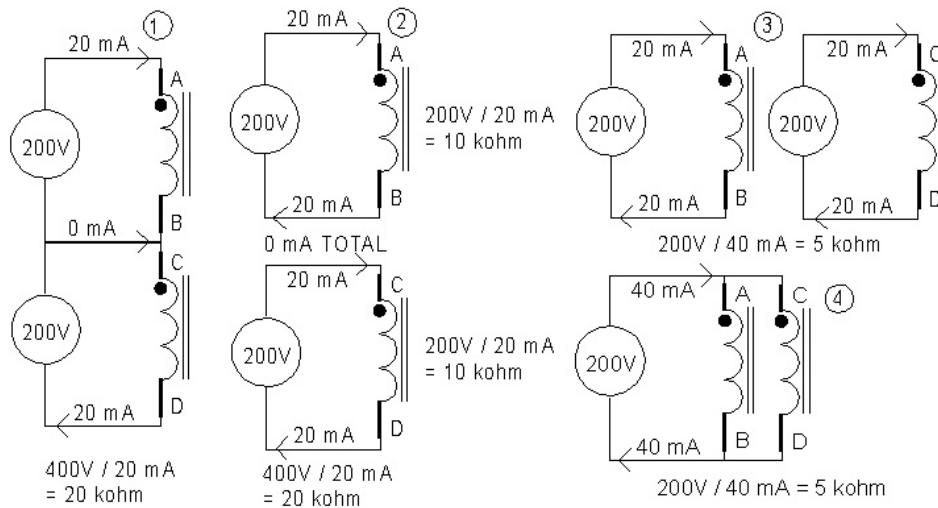 1
20 mA
A
200V
B
0 mA
C
200V
D
20 mA
400V / 20 mA
= 20 kohm
2
20 mA
A
200V
200V / 20 mA
= 10 kohm
B
20 mA
0 mA TOTAL
20 mA
C
200V
200V / 20 mA
= 10 kohm
D
20 mA
400V / 20 mA
= 20 kohm
3
20 mA
A
200V
B
20 mA
20 mA
C
200V
D
20 mA
200V / 40 mA = 5 kohm
4
40 mA
A
C
200V
B
D
40 mA
200V / 40 mA = 5 kohm